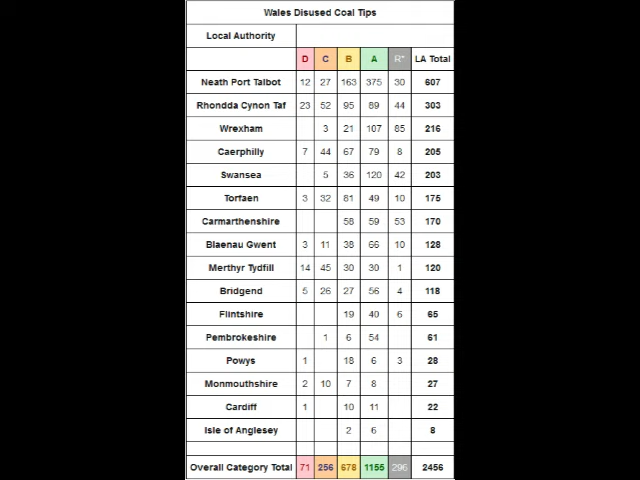 Wales Disused Coal Tips
Local Authority
D C B A R* LA Total
Neath Port Talbot 12 27 163 375 30 607
Rhondda Cynon Taf 23 52 95 89 44 303
Wrexham 3 21 107 85 216
Caerphilly 7 44 67 79 8 205
Swansea 5 36 120 42 203
Torfaen 3 32 81 49 10 175
Carmarthenshire 58 59 53 170
Blaenau Gwent 3 11 38 66 10 128
Merthyr Tydfill 14 45 30 30 1 120
Bridgend 5 26 27 56 4 118
Flintshire 19 40 6 65
Pembrokeshire 1 6 54 61
Powys 1 18 6 3 28
Monmouthshire 2 10 7 8 27
Cardiff 1 10 11 22
Isle of Anglesey 2 6 8
Overall Category Total 71 256 678 1155 296 2456